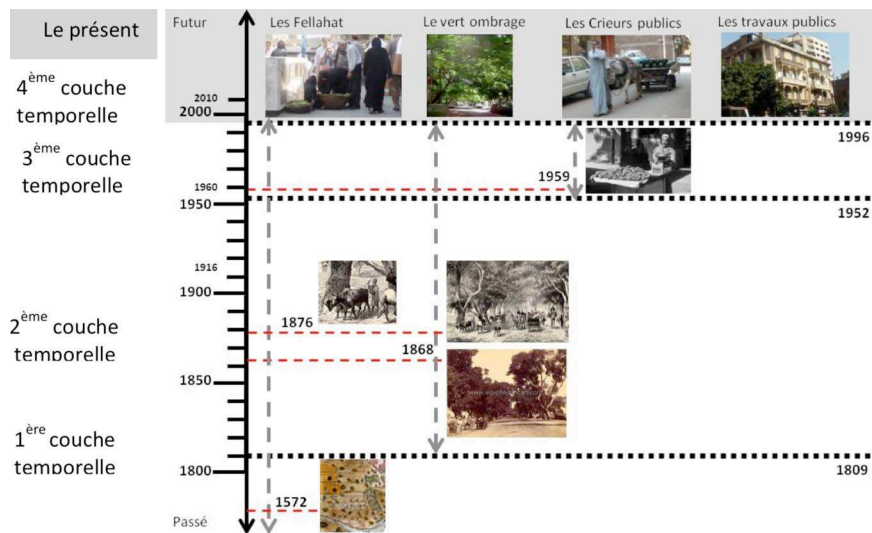 Le présent
4ème couche
temporelle
3ème couche
temporelle
2ème couche
temporelle
1ère couche
temporelle
Futur
Les Fellahat
Le vert ombrage
Les Crieurs publics
Les travaux publics
2010
2000
1996
1959
1960
1950
1952
1916
1900
1876
1868
1850
1800
1809
1572
Passé